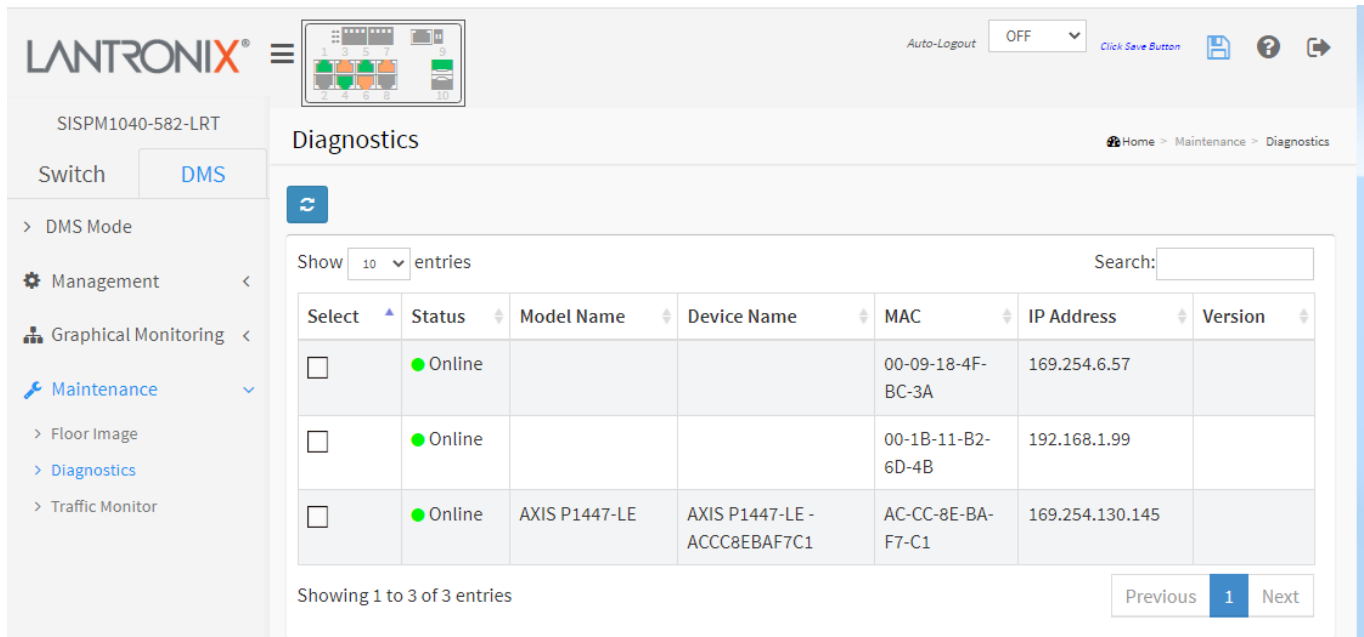 LANTRONIX®
1 3 5 7 9
2 4 6 8 10
Auto-Logout OFF Click Save Button
SISPM1040-582-LRT
Switch DMS
> DMS Mode
Management
Graphical Monitoring
Maintenance
> Floor Image
> Diagnostics
> Traffic Monitor
Diagnostics
Home > Maintenance > Diagnostics
Show 10 entries
Search:
Select Status Model Name Device Name MAC IP Address Version
Online 00-09-18-4F- 169.254.6.57
BC-3A
Online 00-1B-11-B2- 192.168.1.99
6D-4B
Online AXIS P1447-LE AXIS P1447-LE - AC-CC-8E-BA- 169.254.130.145
ACCC8EBAF7C1 F7-C1
Showing 1 to 3 of 3 entries
Previous 1 Next